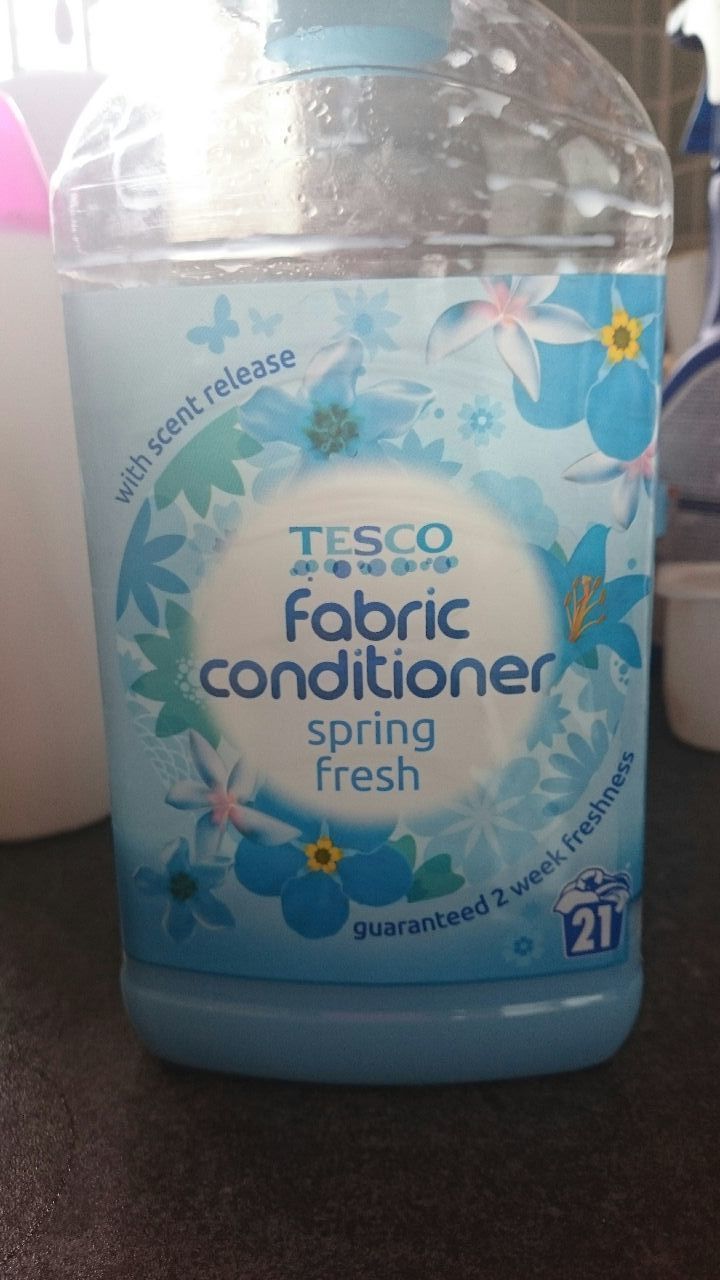 with scent release
TESCO
fabric
conditioner
spring
fresh
guaranteed 2 week freshness
21